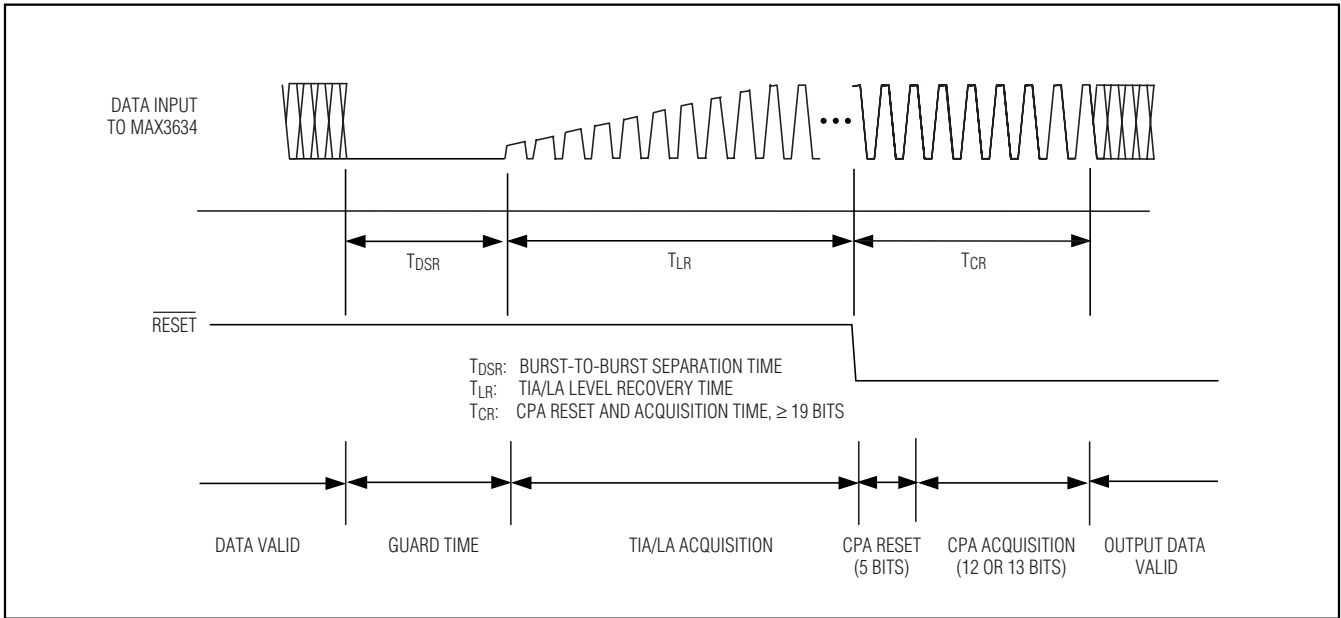 DATA INPUT
TO MAX3634
•••
TDSR
TLR
TCR
RESET
TDSR: BURST-TO-BURST SEPARATION TIME
TLR: TIA/LA LEVEL RECOVERY TIME
TCR: CPA RESET AND ACQUISITION TIME, ≥ 19 BITS
DATA VALID
GUARD TIME
TIA/LA ACQUISITION
CPA RESET
(5 BITS)
CPA ACQUISITION
(12 OR 13 BITS)
OUTPUT DATA
VALID